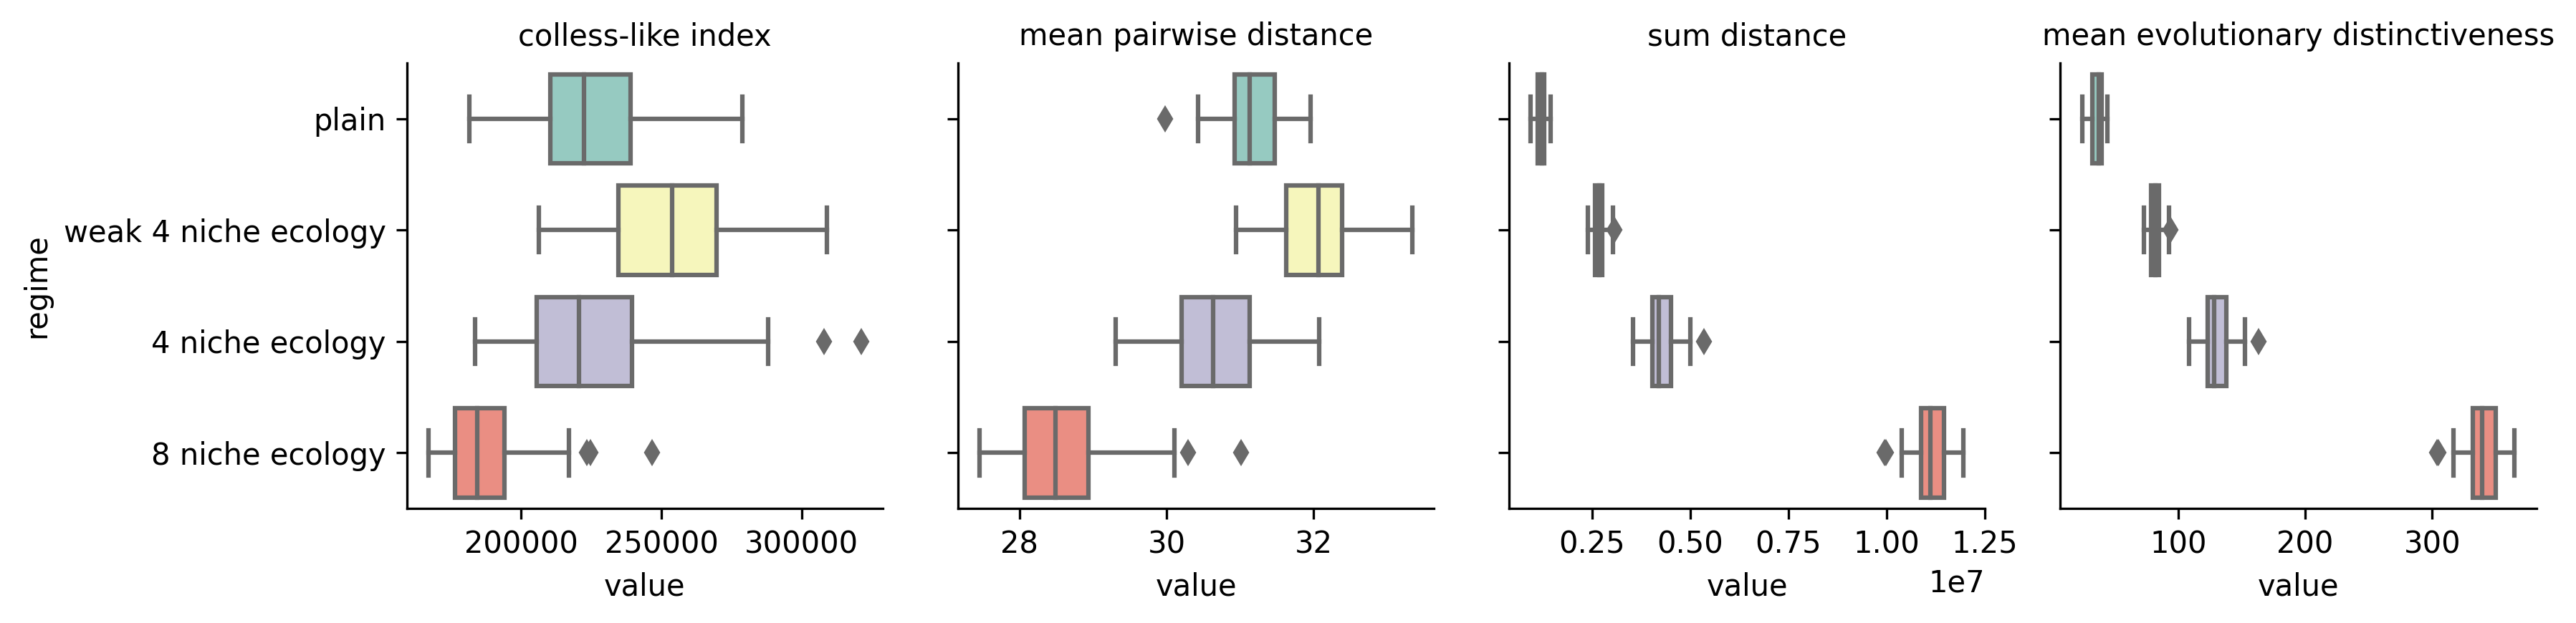 colless-like index
mean pairwise distance
sum distance
mean evolutionary distinctiveness
regime
plain
weak 4 niche ecology
4 niche ecology
8 niche ecology
200000 250000 300000
value
28 30 32
value
0.25 0.50 0.75 1.00 1.25
1e7
value
100 200 300
value